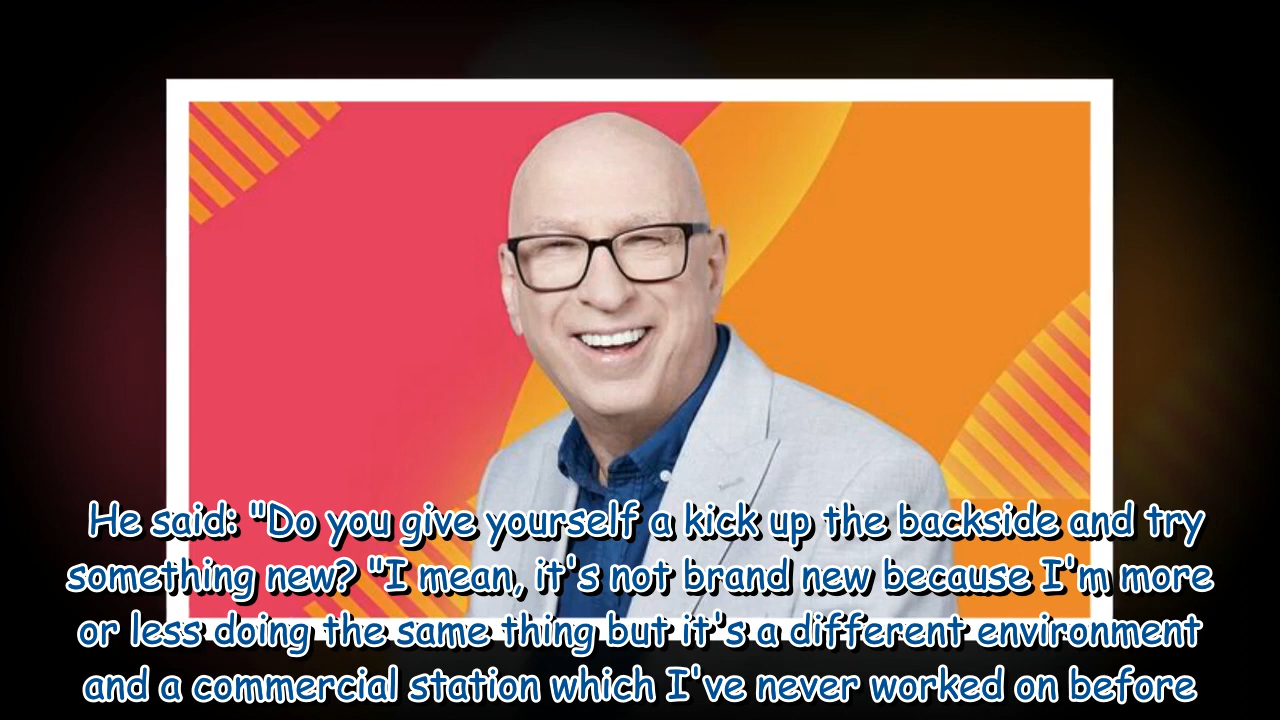 He said: "Do you give yourself a kick up the backside and try
something new? "I mean, it's not brand new because I'm more
or less doing the same thing but it's a different environment
and a commercial station which I've never worked on before